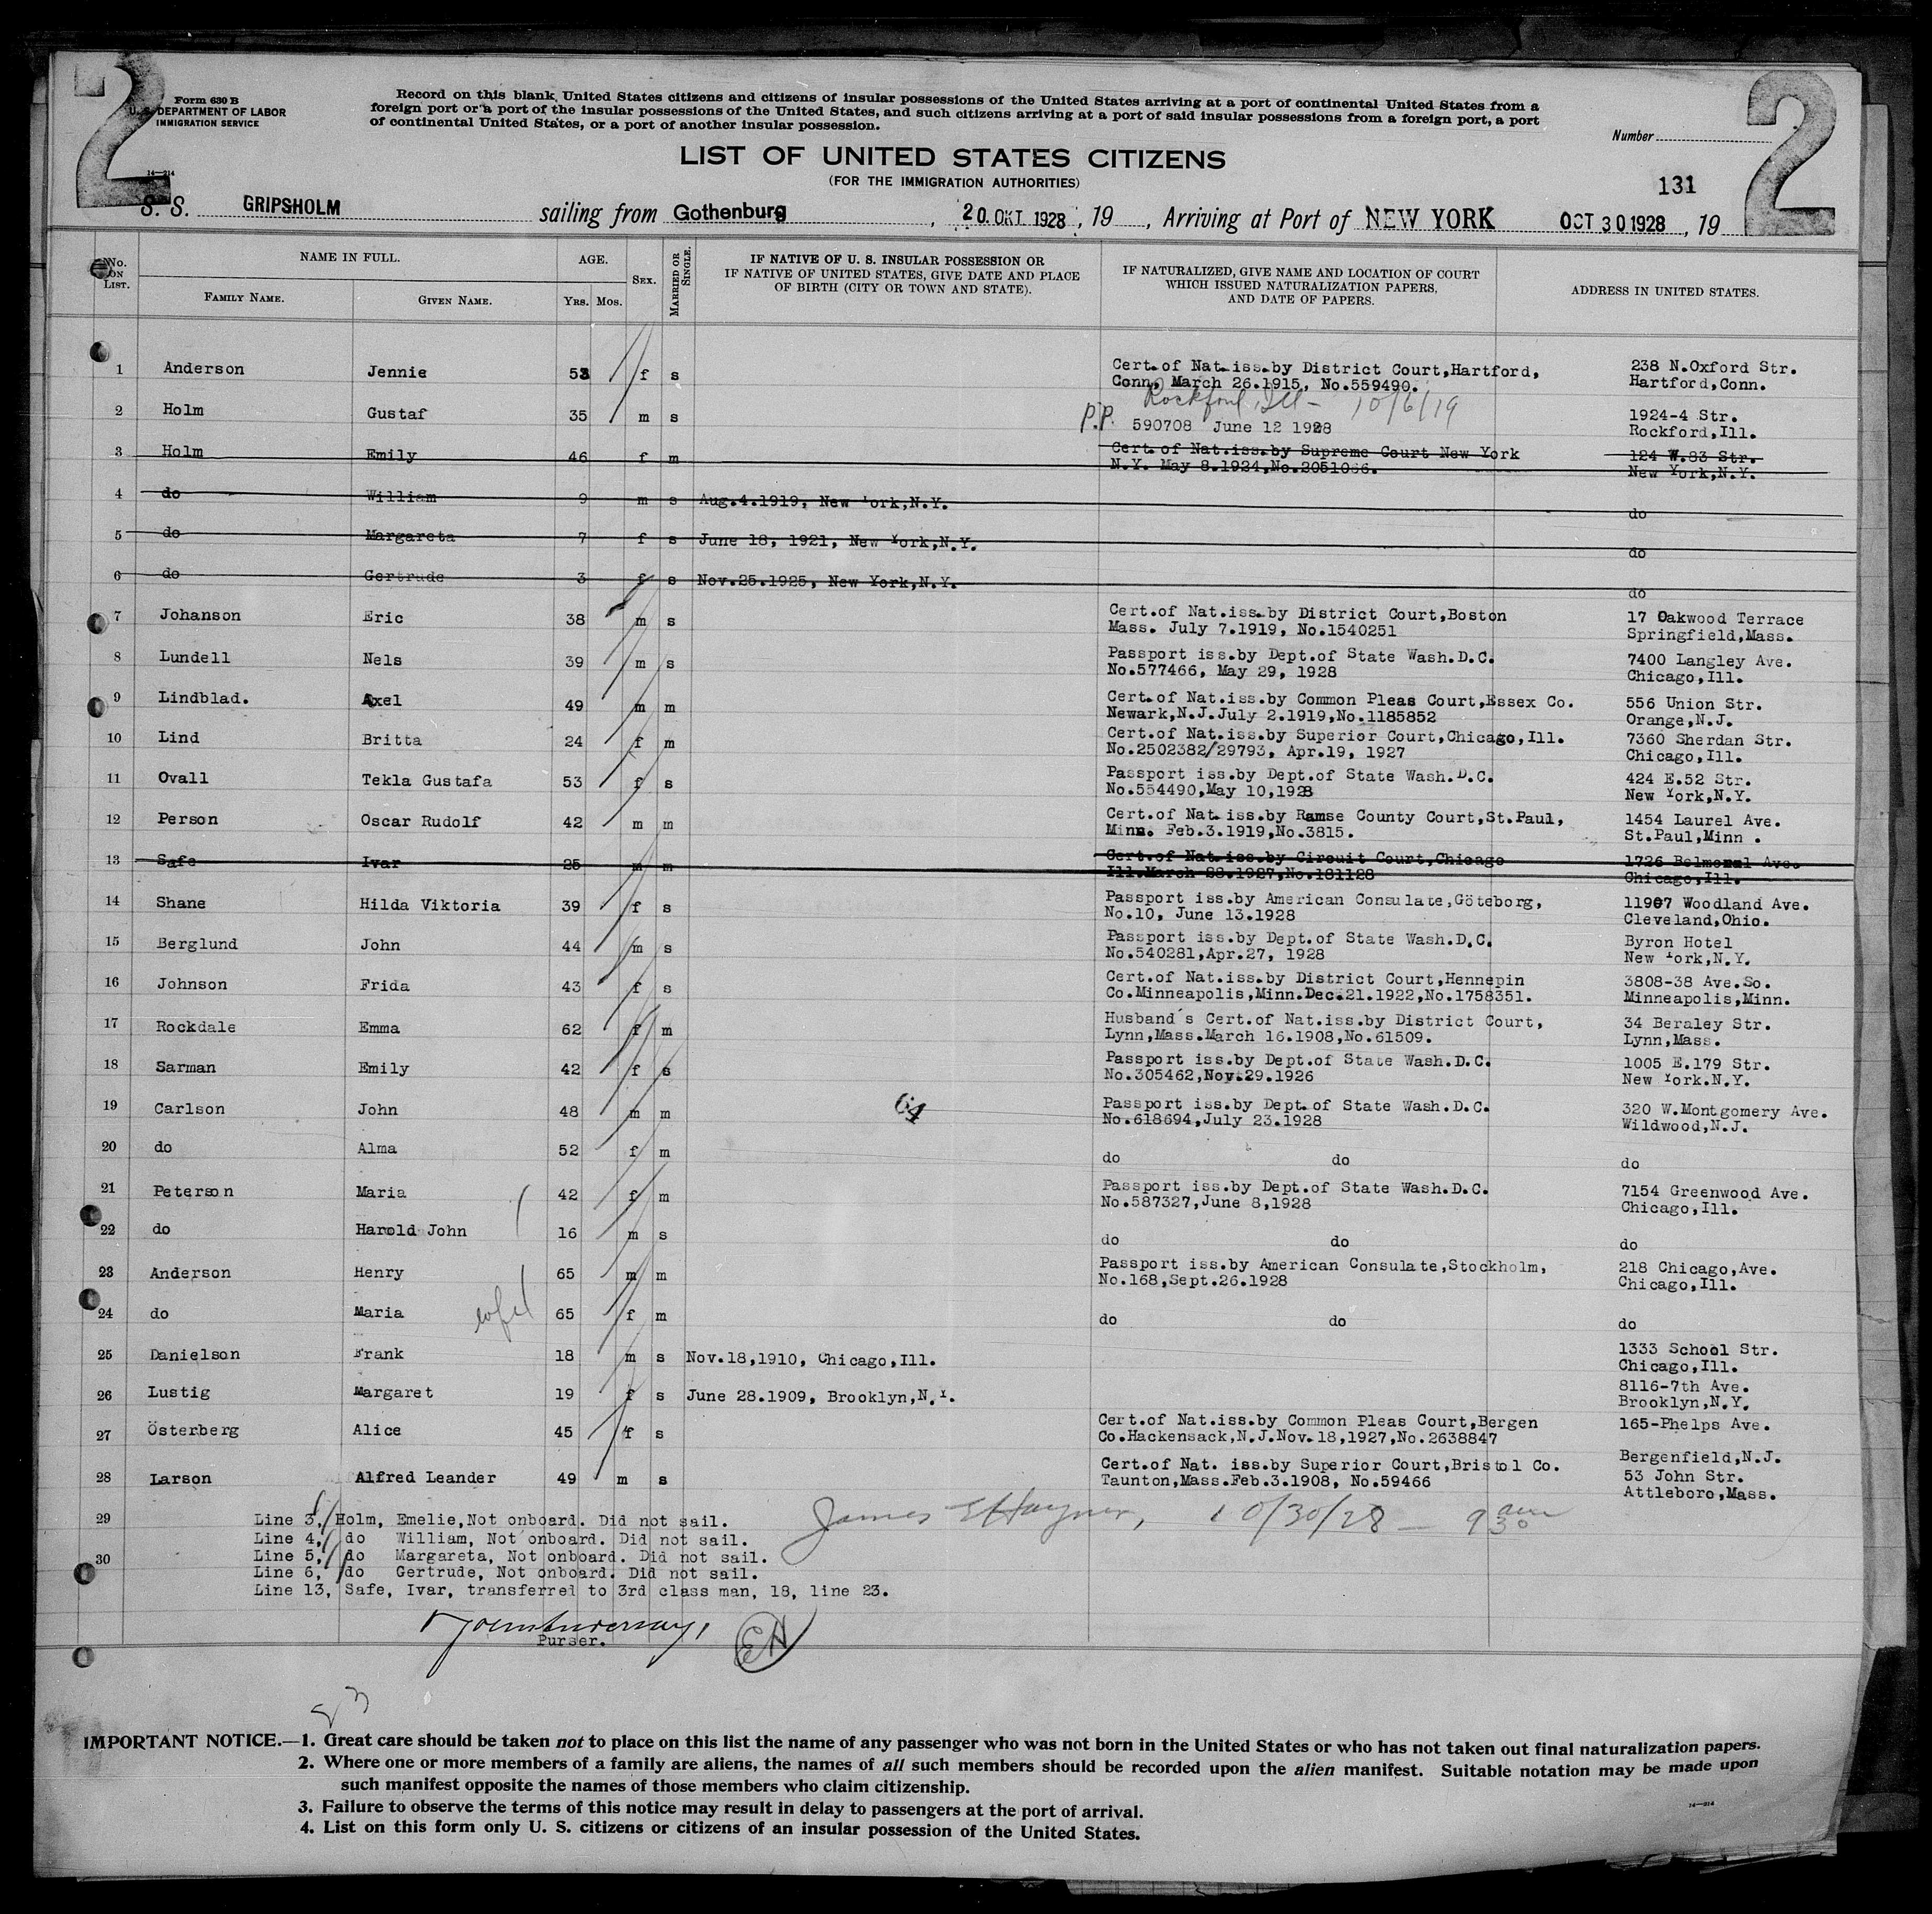 2
2
Form 630 B
U. S. DEPARTMENT OF LABOR
IMMIGRATION SERVICE
14—214
Record on this blank, United States citizens and citizens of insular possessions of the United States arriving at a port of continental United States from a
foreign port or a port of the insular possessions of the United States, and such citizens arriving at a port of said insular possessions from a foreign port, a port
of continental United States, or a port of another insular possession.
Number
LIST OF UNITED STATES CITIZENS
(FOR THE IMMIGRATION AUTHORITIES)
131
S. S. GRIPSHOLM sailing from Gothenburg, 20. OKT 1928, 19 , Arriving at Port of NEW YORK OCT 30 1928, 19
No. ON LIST. NAME IN FULL. AGE. SEX. MARRIED OR SINGLE. IF NATIVE OF U. S. INSULAR POSSESSION OR IF NATIVE OF UNITED STATES, GIVE DATE AND PLACE OF BIRTH (CITY OR TOWN AND STATE). IF NATURALIZED, GIVE NAME AND LOCATION OF COURT WHICH ISSUED NATURALIZATION PAPERS, AND DATE OF PAPERS. ADDRESS IN UNITED STATES.
FAMILY NAME. GIVEN NAME. YRS. MOS.
1 Anderson Jennie 53 f s Cert.of Nat.iss.by District Court,Hartford, 238 N.Oxford Str.
Conn, March 26.1915, No.559490. Hartford,Conn.
Rockford, Ill - 10/6/19
2 Holm Gustaf 35 m s P.P. 590708 June 12 1928 1924-4 Str.
Rockford,Ill.
3 Holm Emily 46 f m Cert.of Nat.iss.by Supreme Court New York 124 W.83 Str.
N.Y. May 8.1924,No.2051066. New York,N.Y.
4 do William 9 m s Aug.4.1919, New York,N.Y. do
5 do Margareta 7 f s June 18, 1921, New York,N.Y. do
6 do Gertrude 3 f s Nov.25.1925, New York,N.Y. do
7 Johanson Eric 38 m s Cert.of Nat.iss.by District Court,Boston 17 Oakwood Terrace
Mass. July 7.1919, No.1540251 Springfield,Mass.
8 Lundell Nels 39 m s Passport iss.by Dept.of State Wash.D.C. 7400 Langley Ave.
No.577466, May 29, 1928 Chicago,Ill.
9 Lindblad. Axel 49 m m Cert.of Nat.iss.by Common Pleas Court,Essex Co. 556 Union Str.
Newark,N.J.July 2.1919,No.1185852 Orange,N.J.
10 Lind Britta 24 f m Cert.of Nat.iss.by Superior Court,Chicago,Ill. 7360 Sherdan Str.
No.2502382/29793, Apr.19, 1927 Chicago,Ill.
11 Ovall Tekla Gustafa 53 f s Passport iss.by Dept.of State Wash.D.C. 424 E.52 Str.
No.554490,May 10,1928 New York,N.Y.
12 Person Oscar Rudolf 42 m m Cert.of Nat.iss.by Ramse County Court,St.Paul, 1454 Laurel Ave.
Minn. Feb.3.1919,No.3815. St.Paul,Minn .
13 Safe Ivar 25 m m Cert.of Nat.iss.by Circuit Court,Chicago 1726 Ave.
Ill.March 28.1927,No.181128 Chicago,Ill.
14 Shane Hilda Viktoria 39 f s Passport iss.by American Consulate,Göteborg, 11907 Woodland Ave.
No.10, June 13.1928 Cleveland,Ohio.
15 Berglund John 44 m s Passport iss.by Dept.of State Wash.D.C. Byron Hotel
No.540281,Apr.27, 1928 New York,N.Y.
16 Johnson Frida 43 f s Cert.of Nat.iss.by District Court,Hennepin 3808-38 Ave.So.
Co.Minneapolis,Minn.Dec.21.1922,No.1758351. Minneapolis,Minn.
17 Rockdale Emma 62 f m Husband's Cert.of Nat.iss.by District Court, 34 Beraley Str.
Lynn,Mass.March 16.1908,No.61509. Lynn,Mass.
18 Sarman Emily 42 f s Passport iss.by Dept.of State Wash.D.C. 1005 E.179 Str.
No.305462,Nov.29.1926 New York.N.Y.
19 Carlson John 48 m m 64 Passport iss.by Dept.of State Wash.D.C. 320 W.Montgomery Ave.
No.618694,July 23.1928 Wildwood,N.J.
20 do Alma 52 f m do do do
21 Peterson Maria 42 f m Passport iss.by Dept.of State Wash.D.C. 7154 Greenwood Ave.
No.587327,June 8,1928 Chicago,Ill.
22 do Harold John 16 m s do do do
23 Anderson Henry 65 m m Passport iss.by American Consulate,Stockholm, 218 Chicago,Ave.
No.168,Sept.26.1928 Chicago,Ill.
24 do Maria wife 65 f m do do do
25 Danielson Frank 18 m s Nov.18,1910, Chicago,Ill. 1333 School Str.
Chicago,Ill.
26 Lustig Margaret 19 f s June 28.1909, Brooklyn,N.Y. 8116-7th Ave.
Brooklyn,N.Y.
27 Österberg Alice 45 f s Cert.of Nat.iss.by Common Pleas Court,Bergen 165-Phelps Ave.
Co.Hackensack,N.J.Nov.18,1927,No.2638847
Bergenfield,N.J.
28 Larson Alfred Leander 49 m s Cert.of Nat. iss.by Superior Court,Bristol Co. 53 John Str.
Taunton,Mass.Feb.3.1908, No.59466 Attleboro,Mass.
29 Line 3, Holm, Emelie,Not onboard. Did not sail. James 10/30/28 — 9 30 am
Line 4, do William, Not onboard. Did not sail.
30 Line 5, do Margareta, Not onboard. Did not sail.
Line 6, do Gertrude, Not onboard. Did not sail.
Line 13, Safe, Ivar, transferred to 3rd class man, 18, line 23.
Purser.
EH
23
IMPORTANT NOTICE.—1. Great care should be taken not to place on this list the name of any passenger who was not born in the United States or who has not taken out final naturalization papers.
2. Where one or more members of a family are aliens, the names of all such members should be recorded upon the alien manifest. Suitable notation may be made upon
such manifest opposite the names of those members who claim citizenship.
3. Failure to observe the terms of this notice may result in delay to passengers at the port of arrival.
4. List on this form only U. S. citizens or citizens of an insular possession of the United States.
14—214